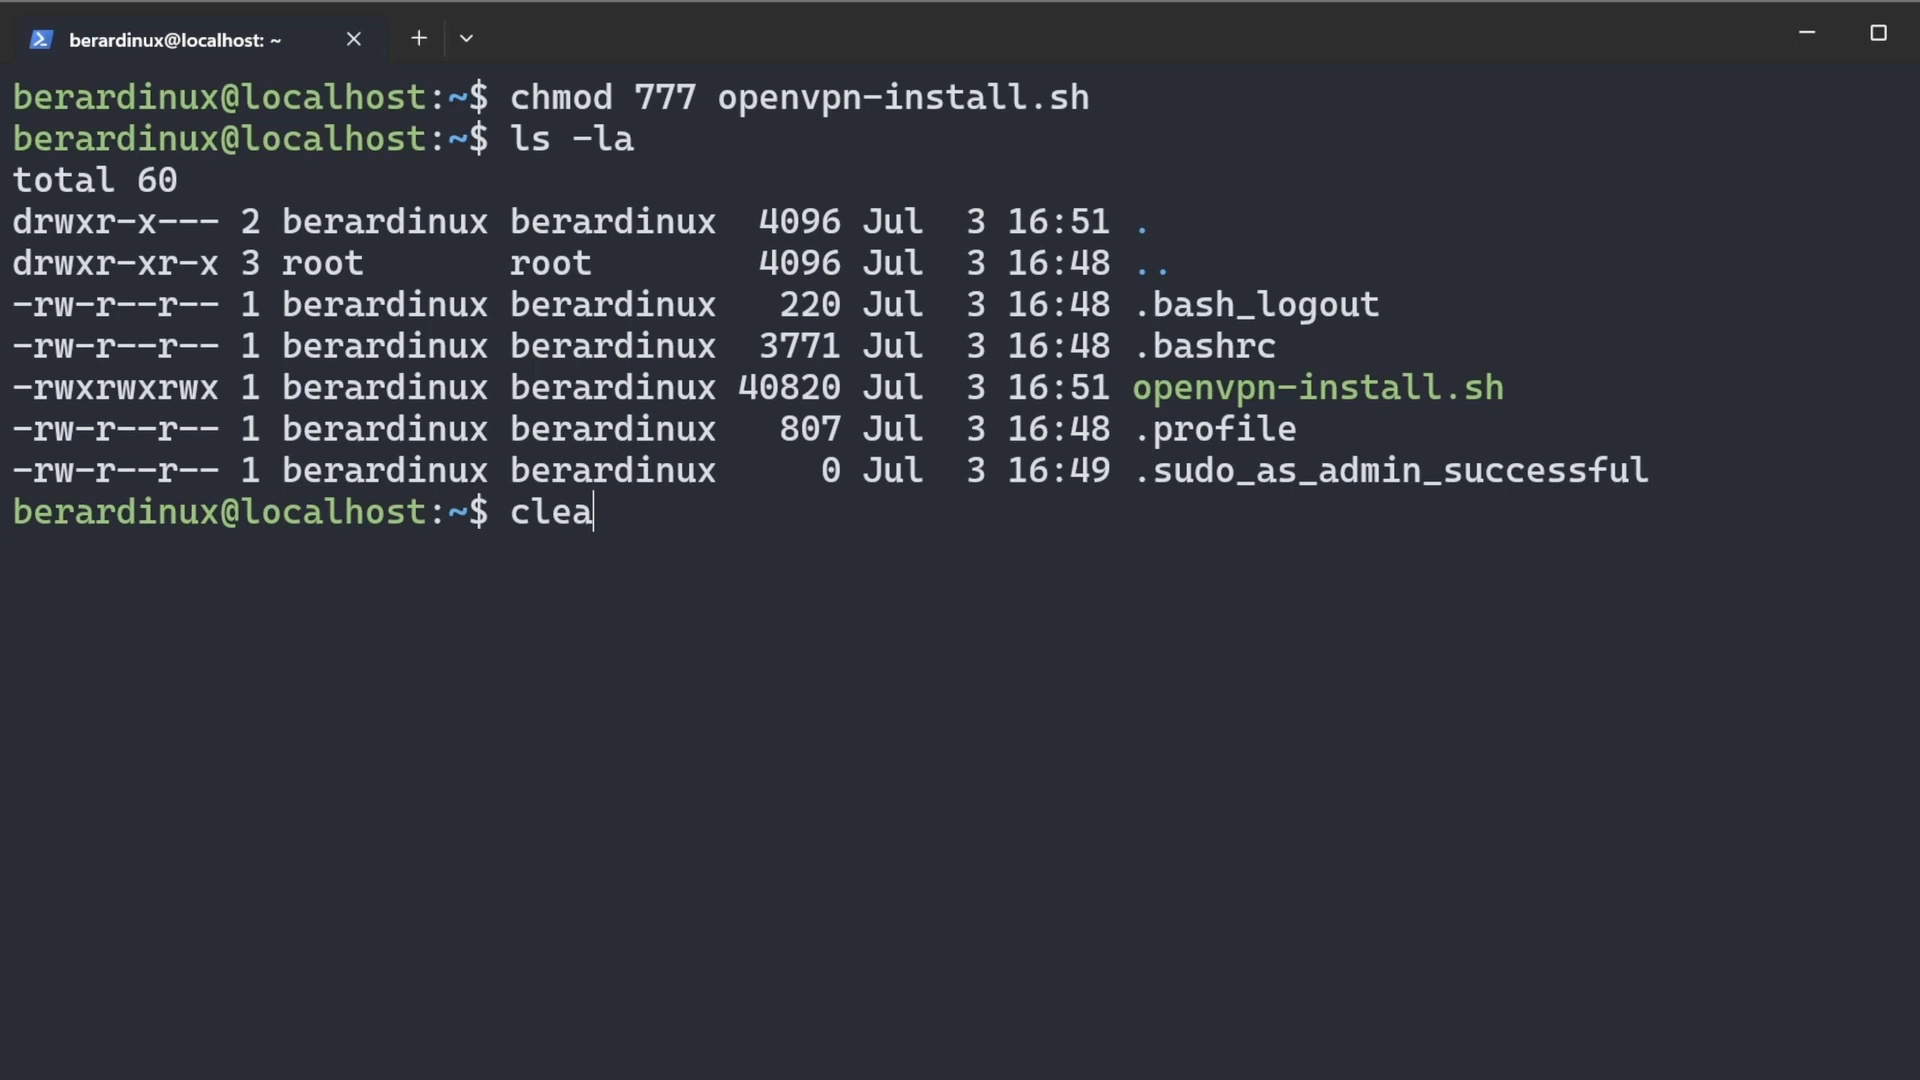 berardinux@localhost: ~
berardinux@localhost:~$ chmod 777 openvpn-install.sh
berardinux@localhost:~$ ls -la
total 60
drwxr-x--- 2 berardinux berardinux  4096 Jul  3 16:51 .
drwxr-xr-x 3 root       root        4096 Jul  3 16:48 ..
-rw-r--r-- 1 berardinux berardinux   220 Jul  3 16:48 .bash_logout
-rw-r--r-- 1 berardinux berardinux  3771 Jul  3 16:48 .bashrc
-rwxrwxrwx 1 berardinux berardinux 40820 Jul  3 16:51 openvpn-install.sh
-rw-r--r-- 1 berardinux berardinux   807 Jul  3 16:48 .profile
-rw-r--r-- 1 berardinux berardinux     0 Jul  3 16:49 .sudo_as_admin_successful
berardinux@localhost:~$ clea